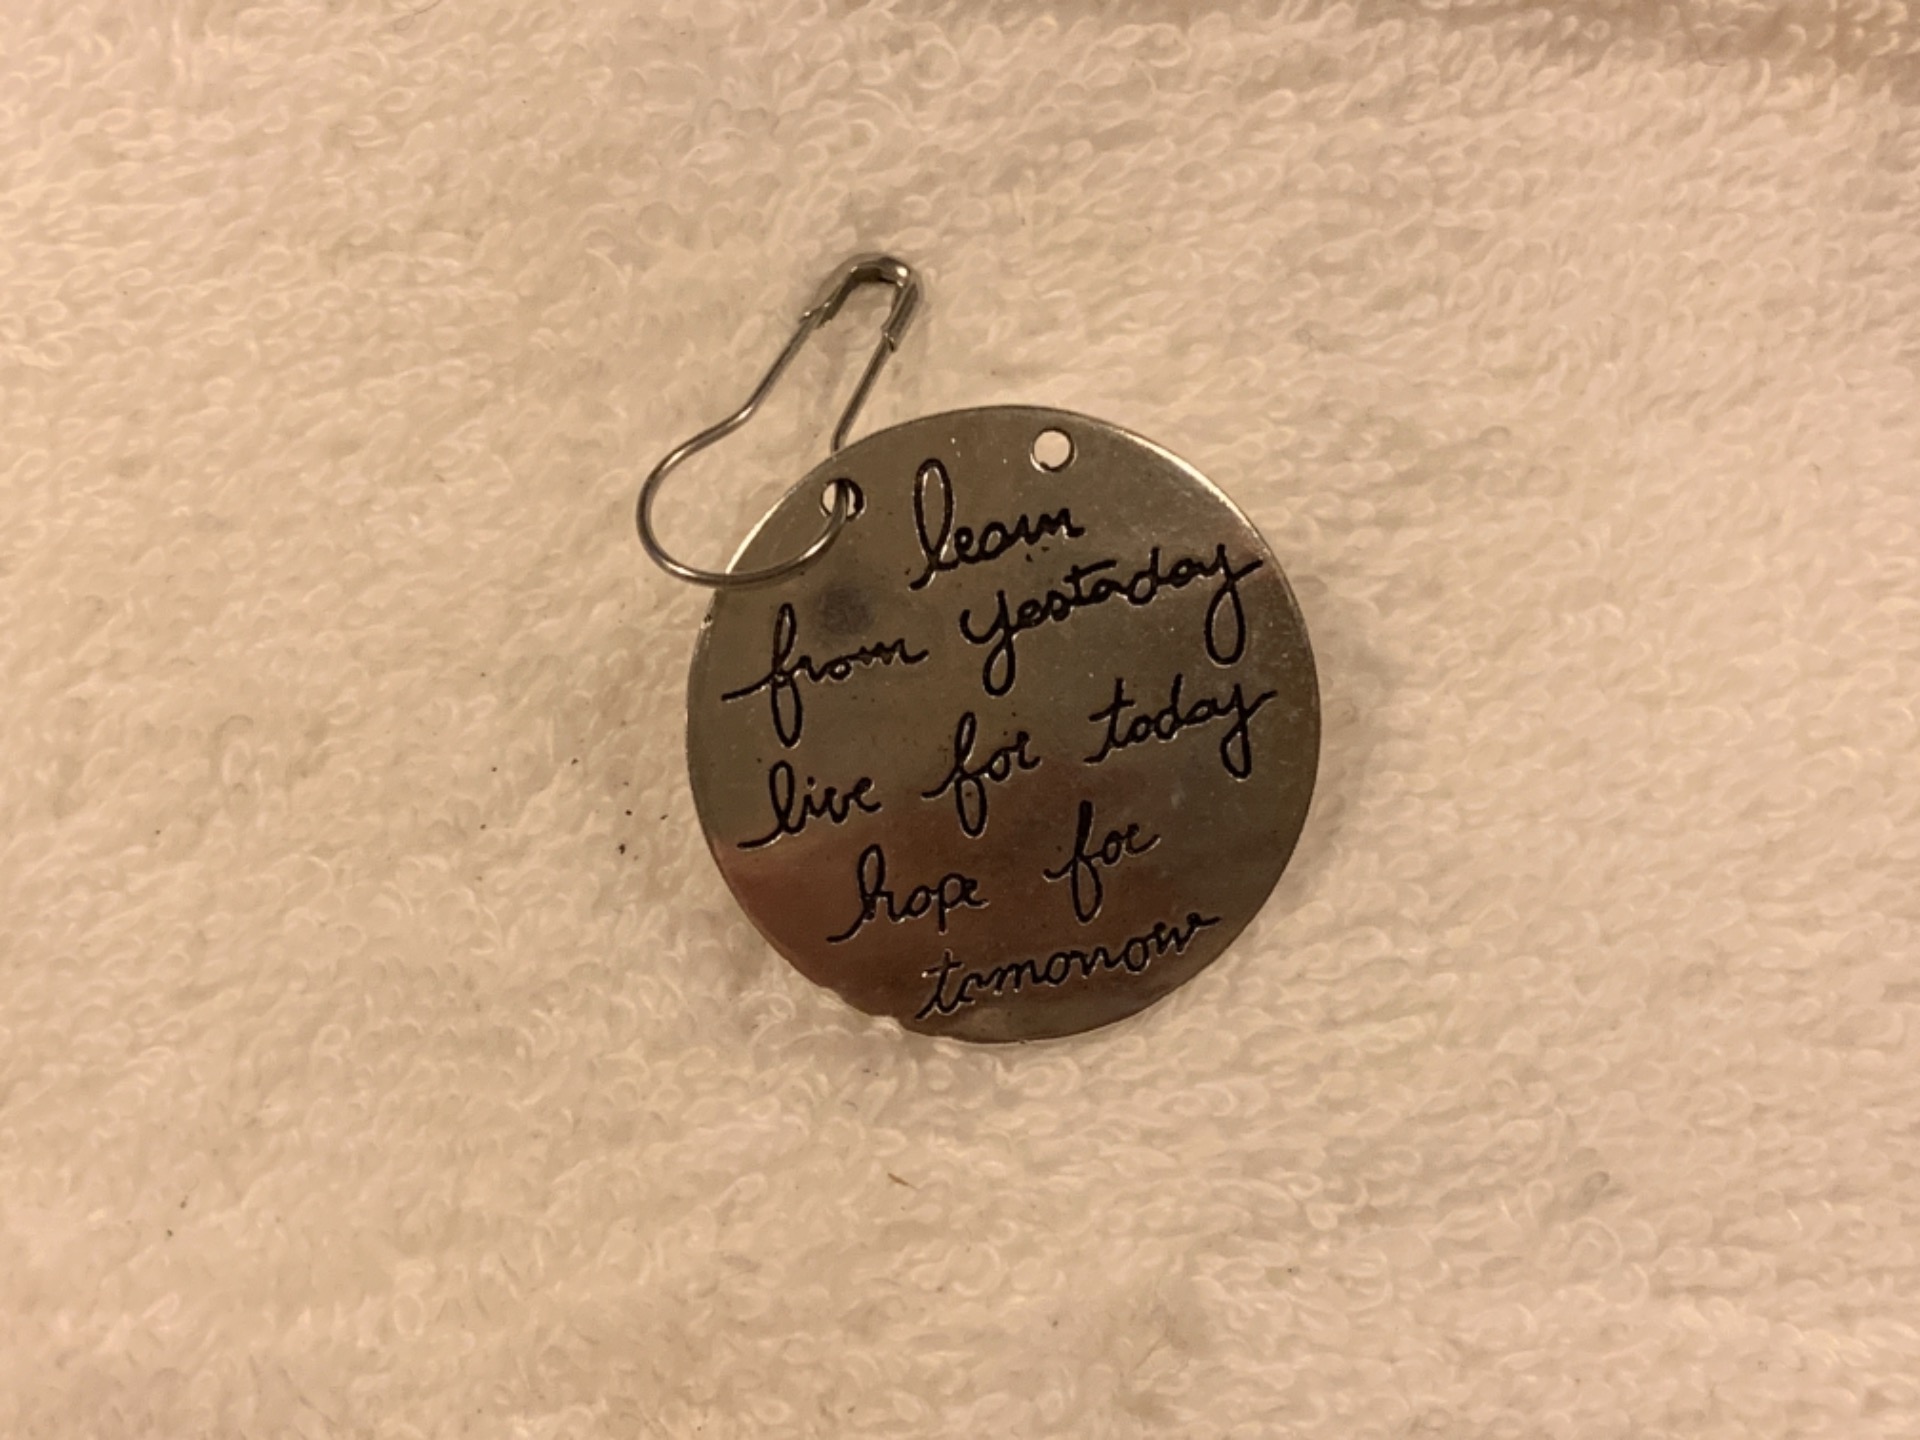 learn
from yesterday
live for today
hope for
tomorrow